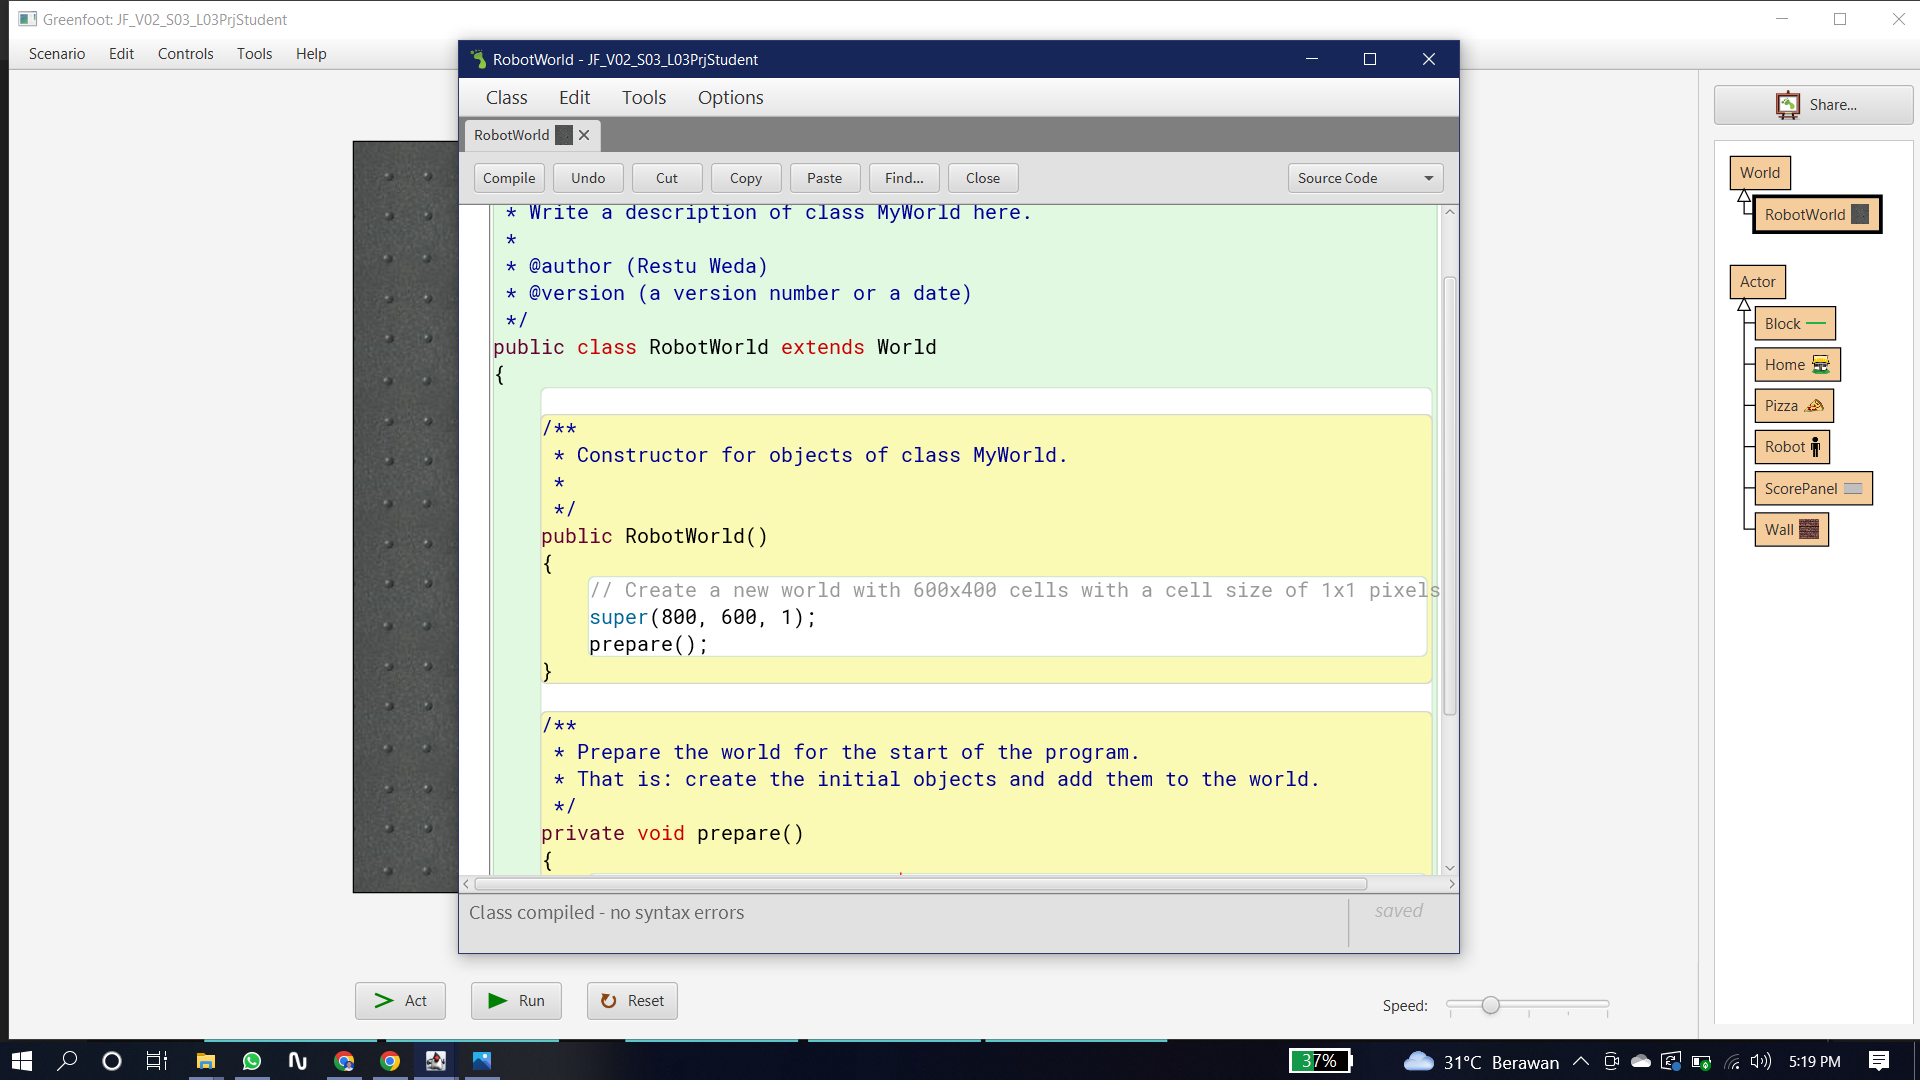 Greenfoot: JF_V02_S03_L03PrjStudent
Scenario Edit Controls Tools Help
RobotWorld - JF_V02_S03_L03PrjStudent
Class Edit Tools Options
RobotWorld
Compile Undo Cut Copy Paste Find... Close Source Code
* Write a description of class MyWorld here.
*
* @author (Restu Weda)
* @version (a version number or a date)
*/
public class RobotWorld extends World
{
/**
* Constructor for objects of class MyWorld.
*
*/
public RobotWorld()
{
// Create a new world with 600x400 cells with a cell size of 1x1 pixels
super(800, 600, 1);
prepare();
}
/**
* Prepare the world for the start of the program.
* That is: create the initial objects and add them to the world.
*/
private void prepare()
{
Class compiled - no syntax errors
saved
Share...
World
RobotWorld
Actor
Block
Home
Pizza
Robot
ScorePanel
Wall
Act Run Reset
Speed:
37%
31°C Berawan
5:19 PM